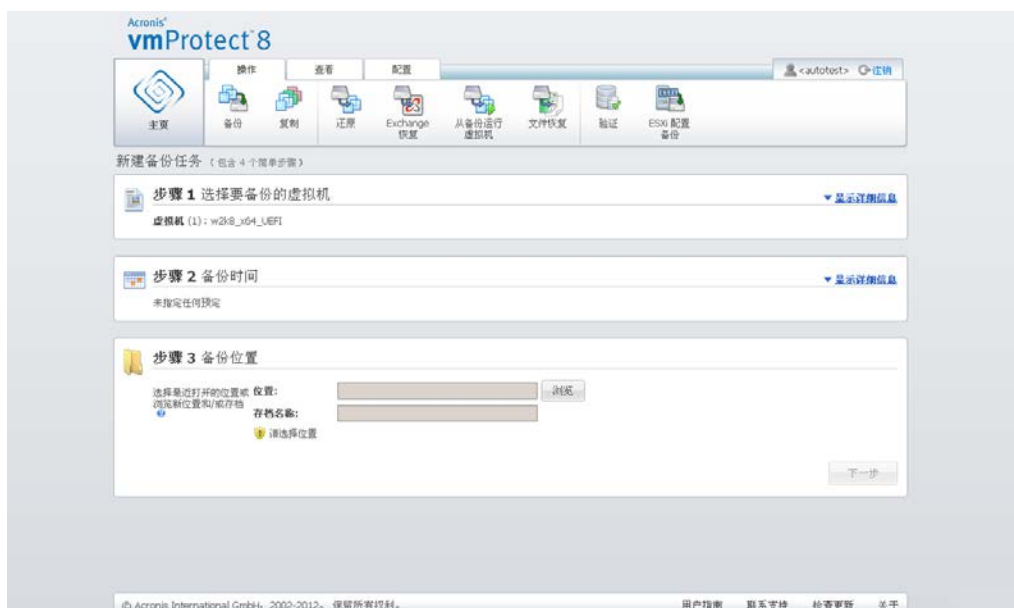 Acronis®
vmProtect™8
操作
查看
配置
<autotest>
注销
主页
备份
复制
还原
Exchange
恢复
从备份运行
虚拟机
文件恢复
验证
ESXi 配置
备份
新建备份任务 (包含 4 个简单步骤)
步骤 1 选择要备份的虚拟机
显示详细信息
虚拟机 (1): w2k8_x64_UEFI
步骤 2 备份时间
显示详细信息
未指定任何预定
步骤 3 备份位置
选择最近打开的位置或
浏览新位置和/或存档
位置:
浏览
存档名称:
请选择位置
下一步
© Acronis International GmbH, 2002-2012。 保留所有权利。
用户指南
联系支持
检查更新
关于